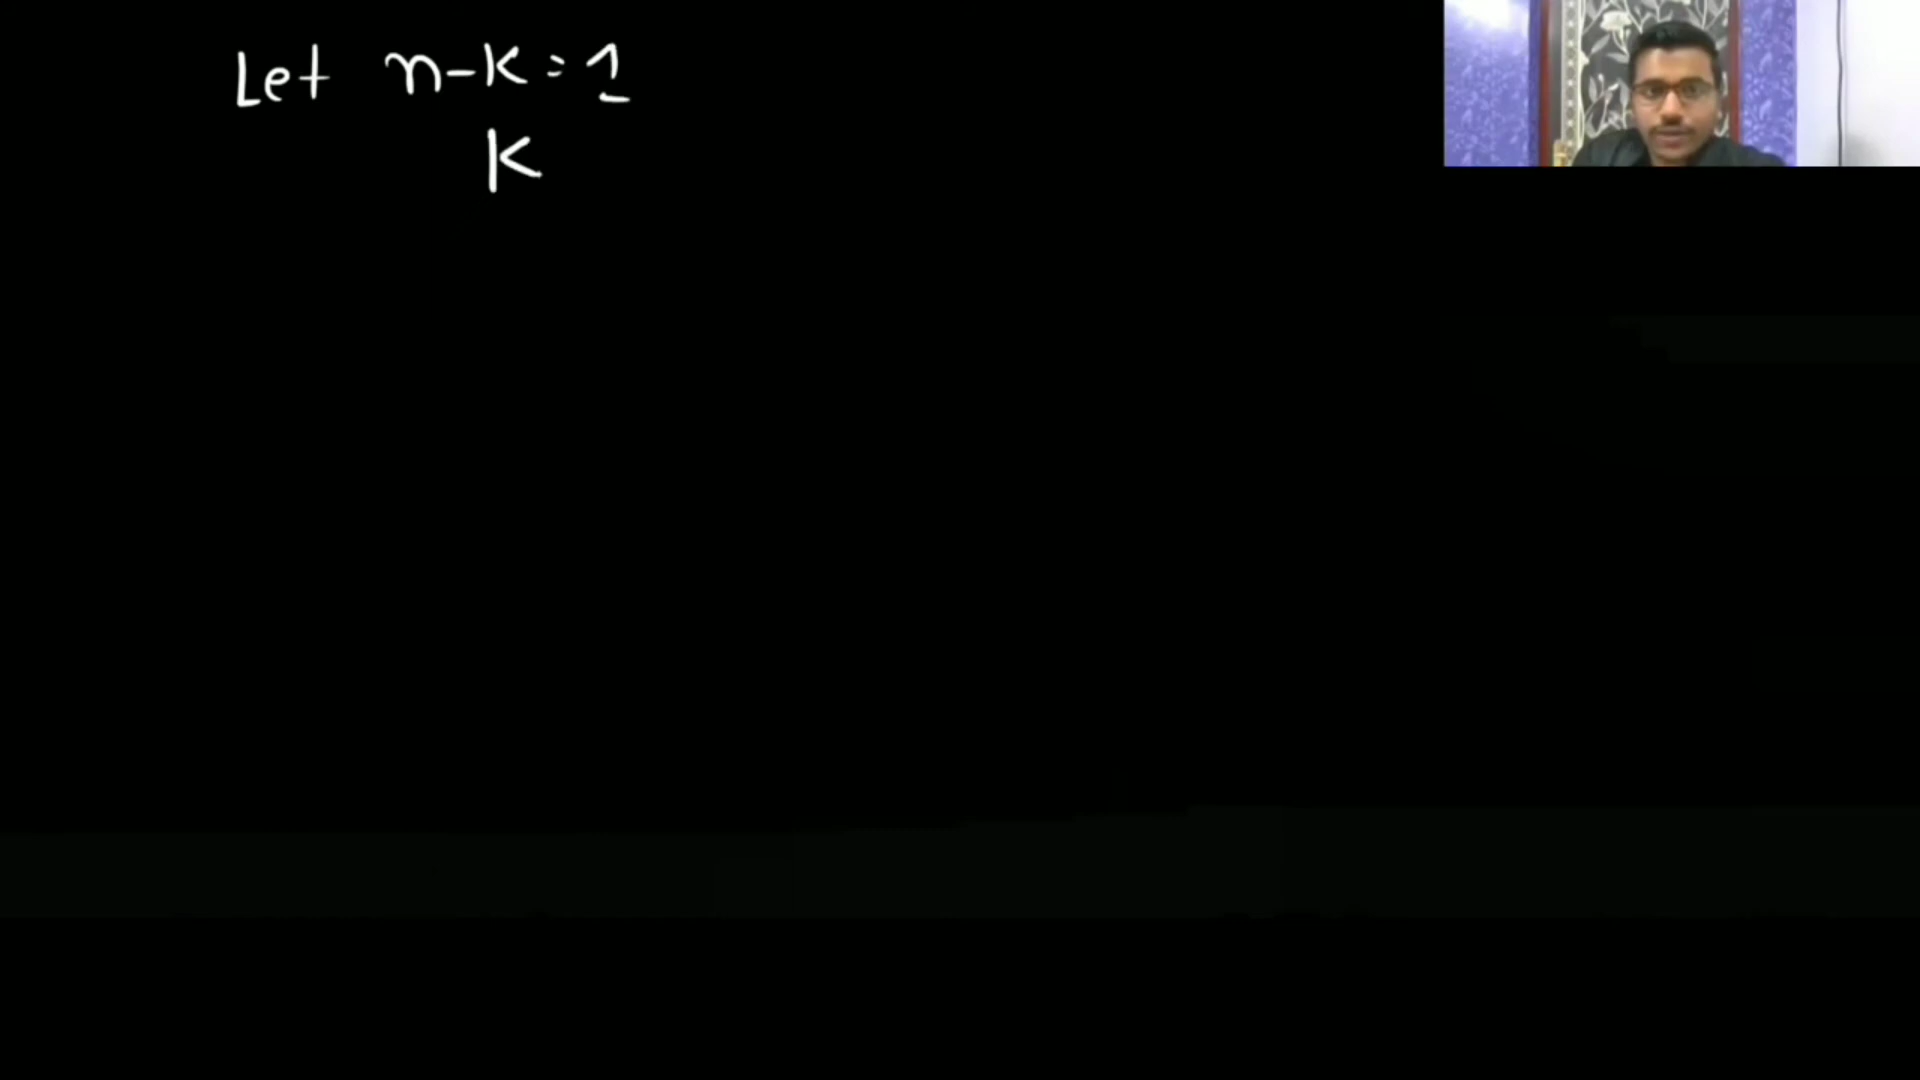 Let n-K = 1
K